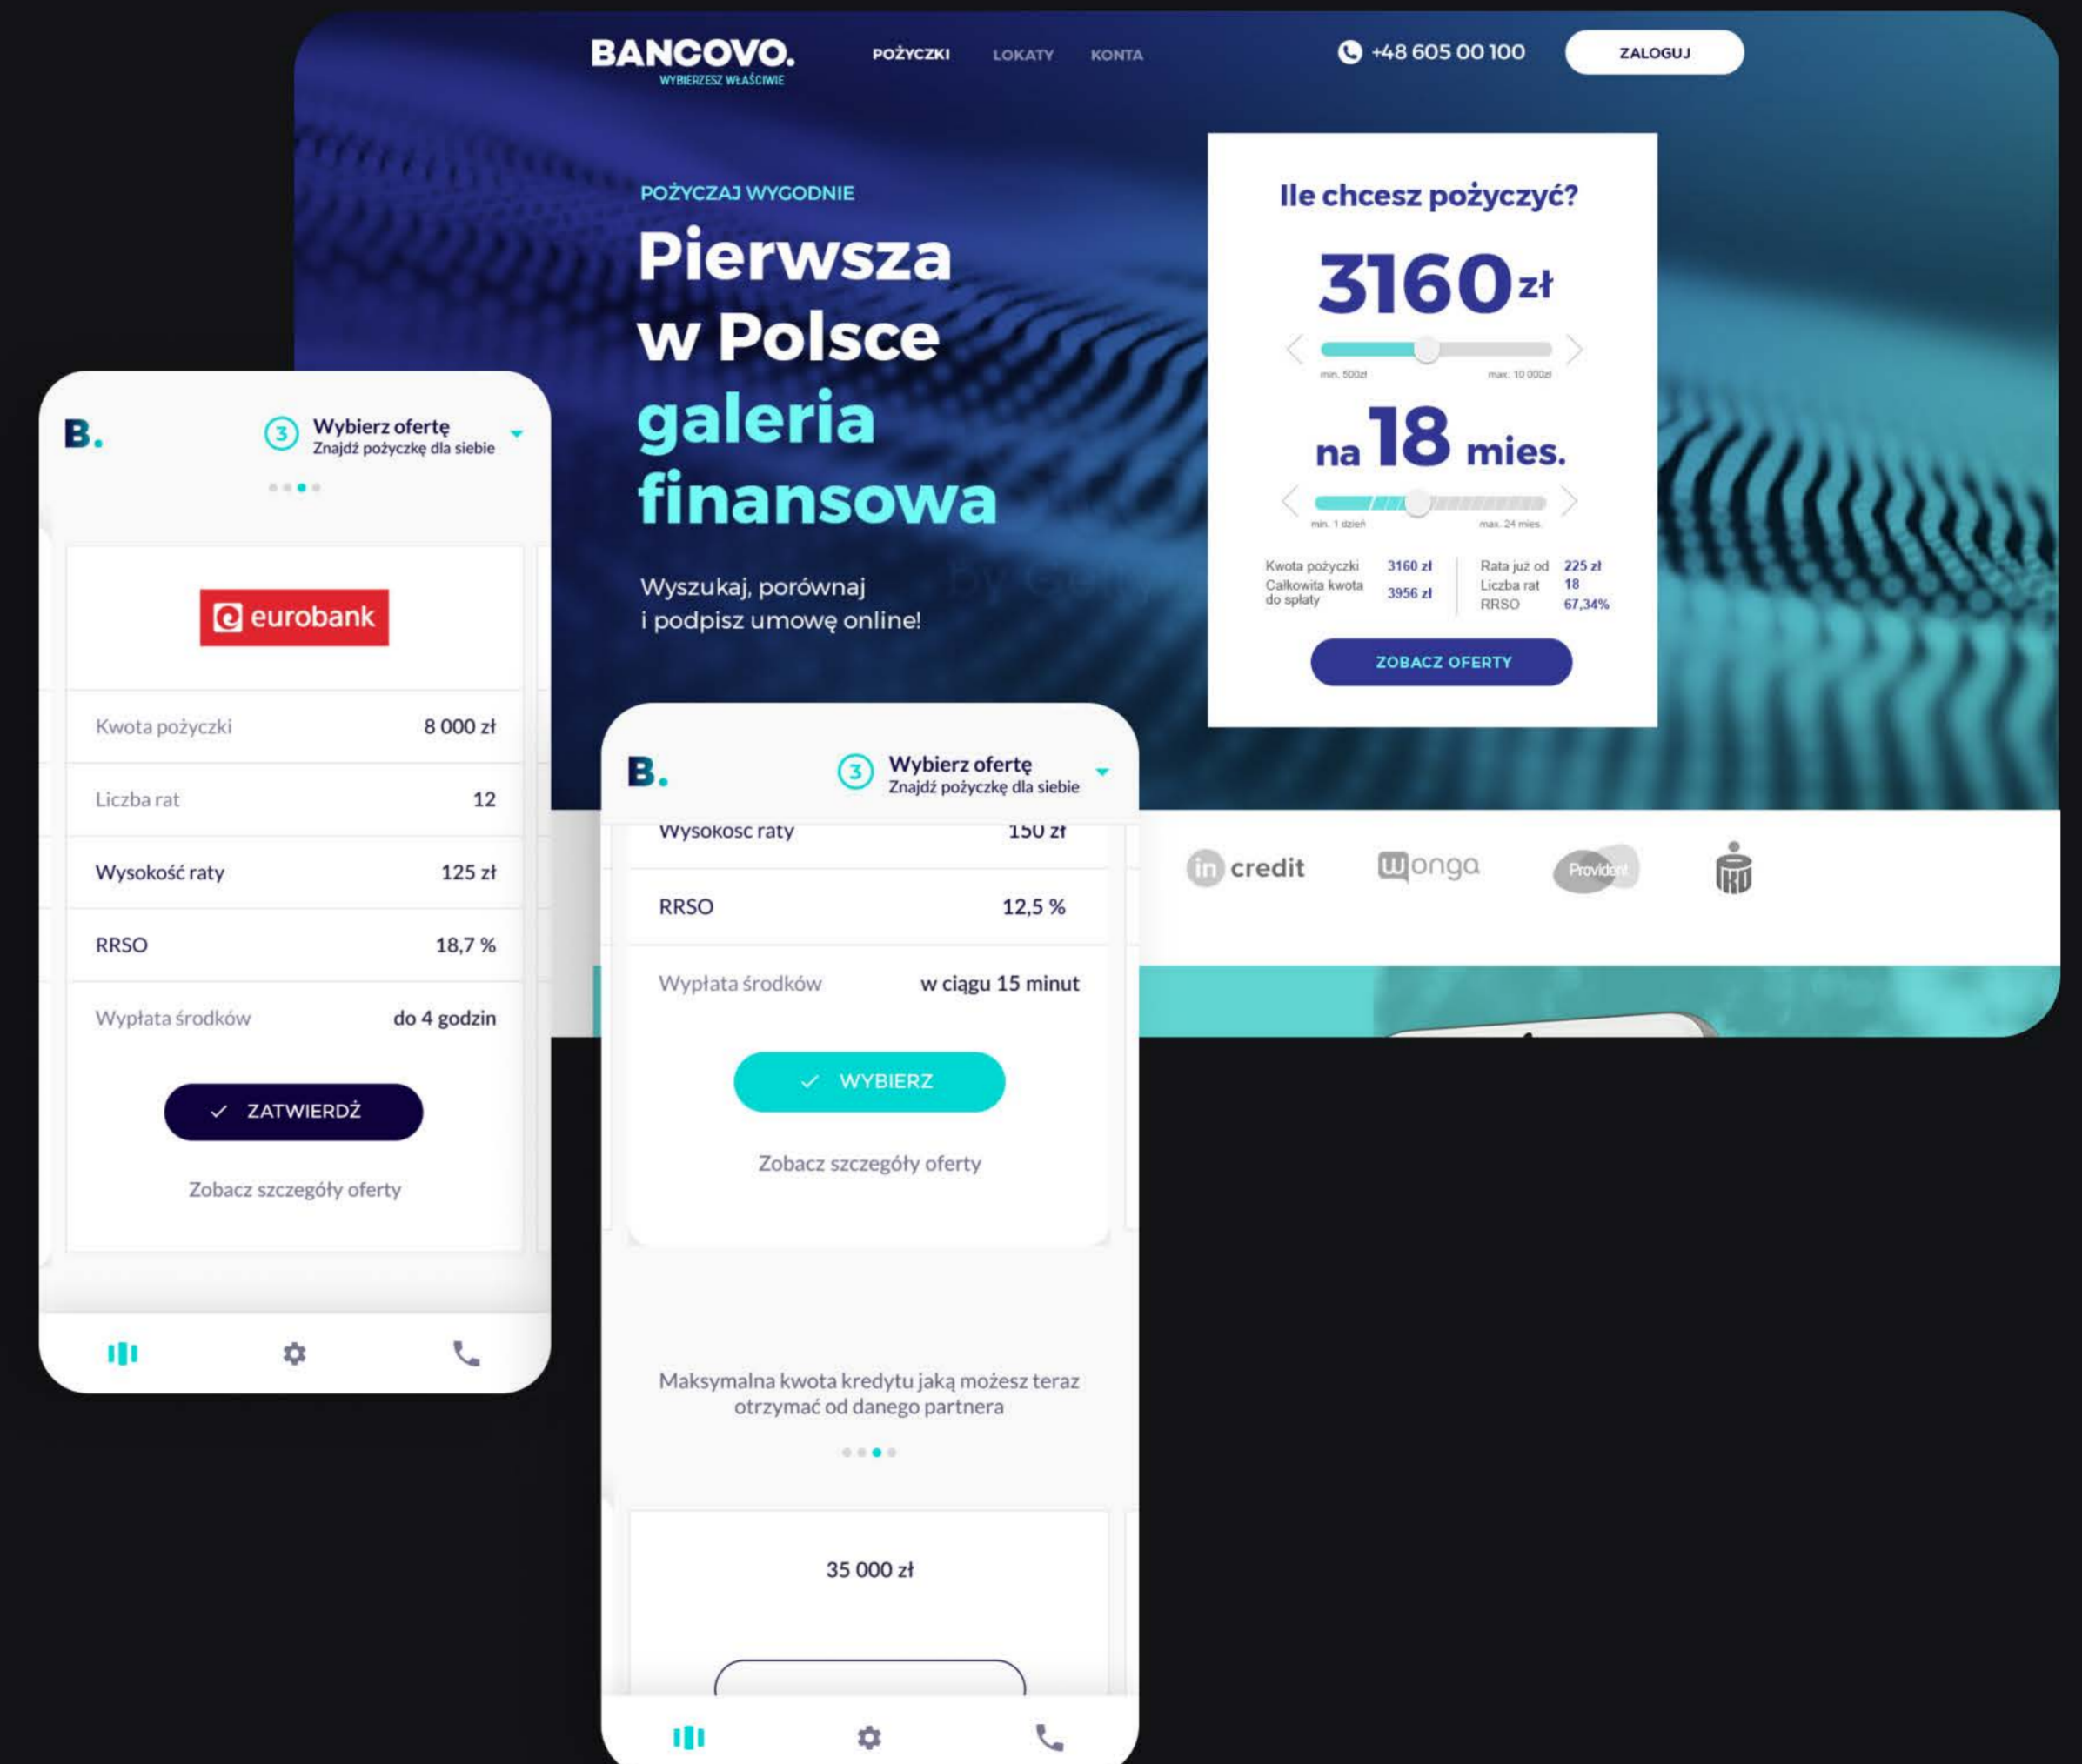 BANCOVO.
WYBIERZESZ WŁAŚCIWIE
POŻYCZKI LOKATY KONTA
+48 605 00 100
ZALOGUJ
POŻYCZAJ WYGODNIE
Pierwsza
w Polsce
galeria
finansowa
Wyszukaj, porównaj
i podpisz umowę online!
Ile chcesz pożyczyć?
3160 zł
min. 500zł max. 10 000zł
na 18 mies.
min. 1 dzień max. 24 mies.
Kwota pożyczki 3160 zł
Całkowita kwota
do spłaty 3956 zł
Rata już od 225 zł
Liczba rat 18
RRSO 67,34%
ZOBACZ OFERTY
in credit
wonga
Provident
B.
3 Wybierz ofertę
Znajdź pożyczkę dla siebie
eurobank
Kwota pożyczki 8 000 zł
Liczba rat 12
Wysokość raty 125 zł
RRSO 18,7 %
Wypłata środków do 4 godzin
ZATWIERDŹ
Zobacz szczegóły oferty
B.
3 Wybierz ofertę
Znajdź pożyczkę dla siebie
Wysokość raty 150 zł
RRSO 12,5 %
Wypłata środków w ciągu 15 minut
WYBIERZ
Zobacz szczegóły oferty
Maksymalna kwota kredytu jaką możesz teraz
otrzymać od danego partnera
35 000 zł